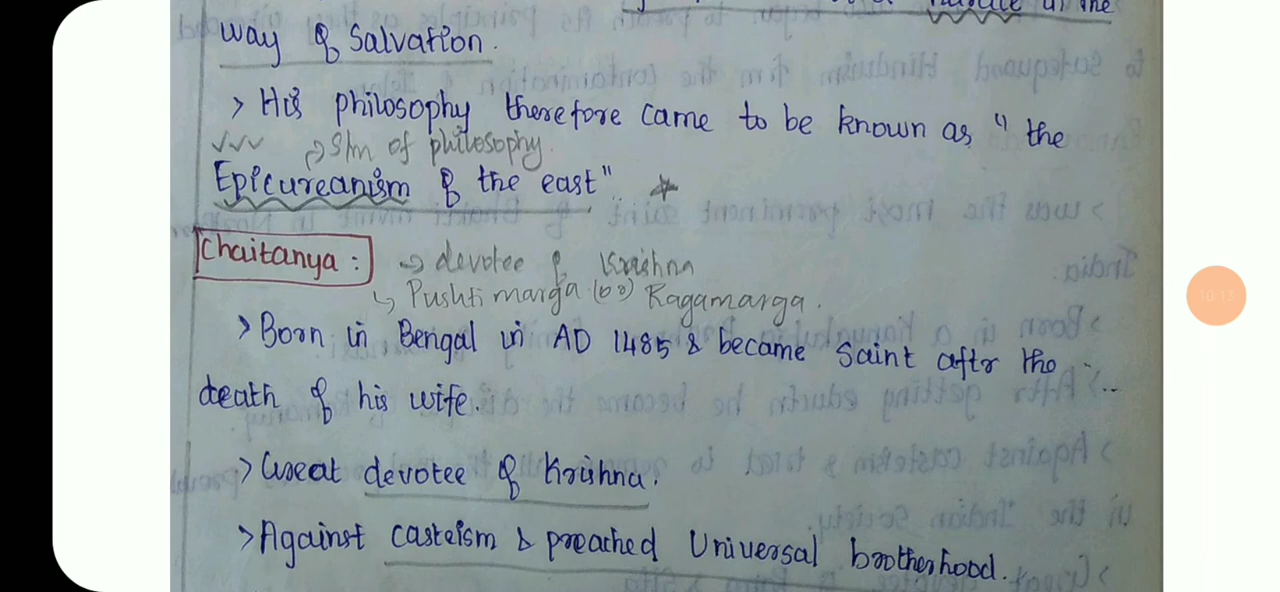 way of Salvation.
> His philosophy therefore came to be known as "the
→ S/m of philosophy.
Epicureanism of the east"
Chaitanya: → devotee of Krishna
↳ Pushti marga (or) Ragamarga.
> Born in Bengal in AD 1485 & became Saint after the
death of his wife.
> Great devotee of Krishna.
> Against casteism & preached Universal brotherhood.
10:13